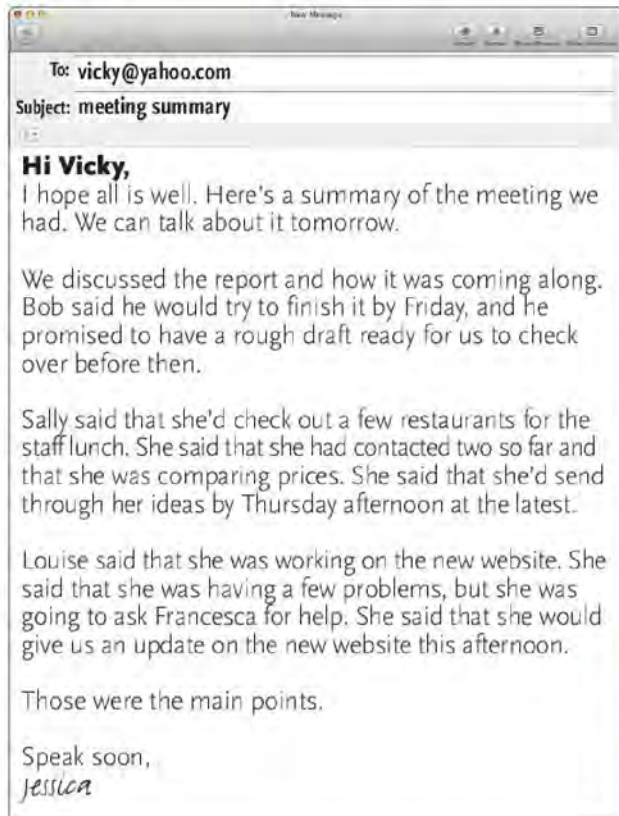 New Message
To: vicky@yahoo.com
Subject: meeting summary
Hi Vicky,
I hope all is well. Here's a summary of the meeting we
had. We can talk about it tomorrow.
We discussed the report and how it was coming along.
Bob said he would try to finish it by Friday, and he
promised to have a rough draft ready for us to check
over before then.
Sally said that she'd check out a few restaurants for the
staff lunch. She said that she had contacted two so far and
that she was comparing prices. She said that she'd send
through her ideas by Thursday afternoon at the latest.
Louise said that she was working on the new website. She
said that she was having a few problems, but she was
going to ask Francesca for help. She said that she would
give us an update on the new website this afternoon.
Those were the main points.
Speak soon,
Jessica